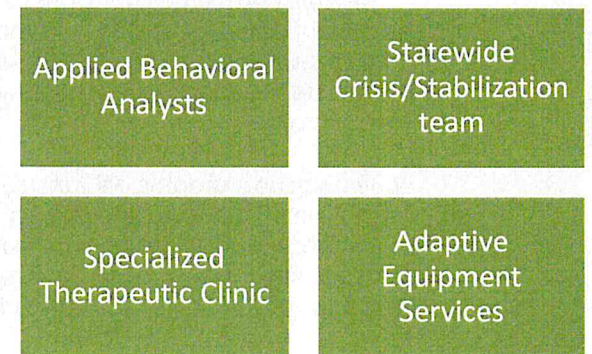 Applied Behavioral
Analysts
Statewide
Crisis/Stabilization
team
Specialized
Therapeutic Clinic
Adaptive
Equipment
Services